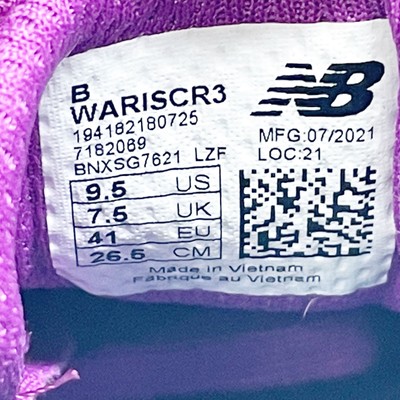 B
WARISCR3
194182180725
7182069
BNXSG7621 LZF
NB
MFG:07/2021
LOC:21
9.5 US
7.5 UK
41 EU
26.5 CM
Made in Vietnam
Fabriqué au Vietnam